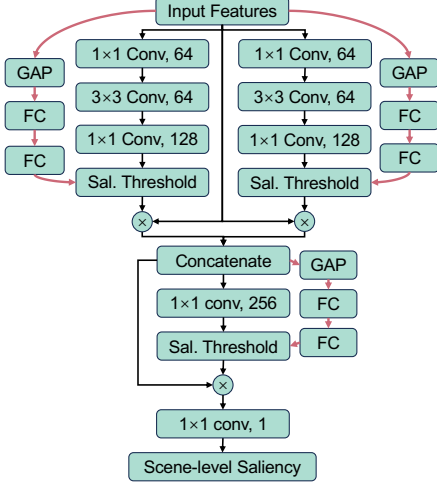 Input Features
1×1 Conv, 64
1×1 Conv, 64
GAP
GAP
3×3 Conv, 64
3×3 Conv, 64
FC
FC
1×1 Conv, 128
1×1 Conv, 128
FC
FC
Sal. Threshold
Sal. Threshold
×
×
Concatenate
GAP
1×1 conv, 256
FC
Sal. Threshold
FC
×
1×1 conv, 1
Scene-level Saliency